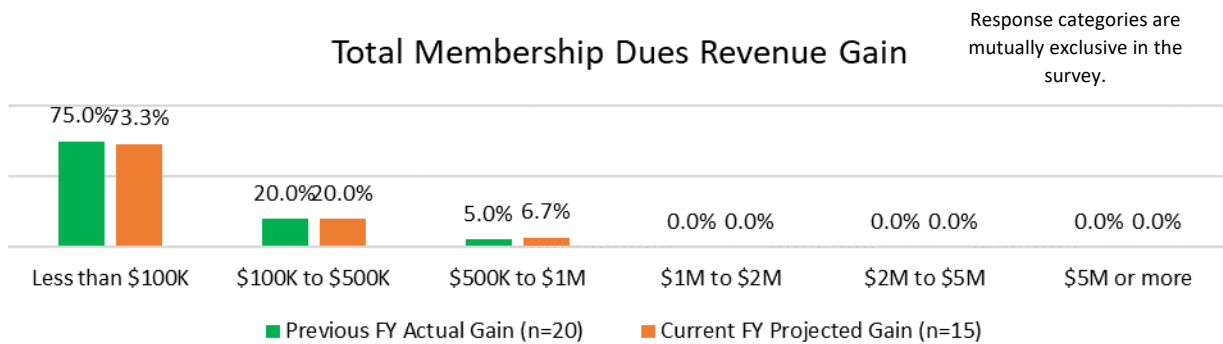 Response categories are
mutually exclusive in the
survey.
Total Membership Dues Revenue Gain
75.0% 73.3%
20.0% 20.0%
5.0% 6.7%
0.0% 0.0%
0.0% 0.0%
0.0% 0.0%
Less than $100K
$100K to $500K
$500K to $1M
$1M to $2M
$2M to $5M
$5M or more
Previous FY Actual Gain (n=20)
Current FY Projected Gain (n=15)